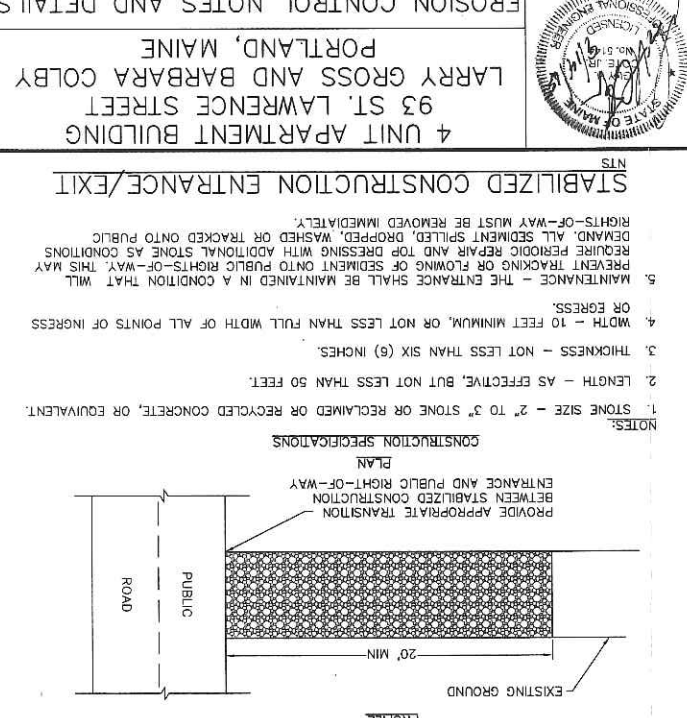 PROFILE
EXISTING GROUND
20' MIN
PUBLIC
ROAD
PROVIDE APPROPRIATE TRANSITION
BETWEEN STABILIZED CONSTRUCTION
ENTRANCE AND PUBLIC RIGHT-OF-WAY
PLAN
CONSTRUCTION SPECIFICATIONS
NOTES:
1. STONE SIZE - 2" TO 3" STONE OR RECLAIMED OR RECYCLED CONCRETE, OR EQUIVALENT.
2. LENGTH - AS EFFECTIVE, BUT NOT LESS THAN 50 FEET.
3. THICKNESS - NOT LESS THAN SIX (6) INCHES.
4. WIDTH - 10 FEET MINIMUM, OR NOT LESS THAN FULL WIDTH OF ALL POINTS OF INGRESS
OR EGRESS.
5. MAINTENANCE - THE ENTRANCE SHALL BE MAINTAINED IN A CONDITION THAT WILL
PREVENT TRACKING OR FLOWING OF SEDIMENT ONTO PUBLIC RIGHTS-OF-WAY. THIS MAY
REQUIRE PERIODIC REPAIR AND TOP DRESSING WITH ADDITIONAL STONE AS CONDITIONS
DEMAND. ALL SEDIMENT SPILLED, DROPPED, WASHED OR TRACKED ONTO PUBLIC
RIGHTS-OF-WAY MUST BE REMOVED IMMEDIATELY.
STABILIZED CONSTRUCTION ENTRANCE/EXIT
NTS
4 UNIT APARTMENT BUILDING
93 ST. LAWRENCE STREET
LARRY GROSS AND BARBARA COLBY
PORTLAND, MAINE
EROSION CONTROL NOTES AND DETAILS
STATE OF MAINE
GUY
COTE, JR.
No.
LICENSED
PROFESSIONAL ENGINEER